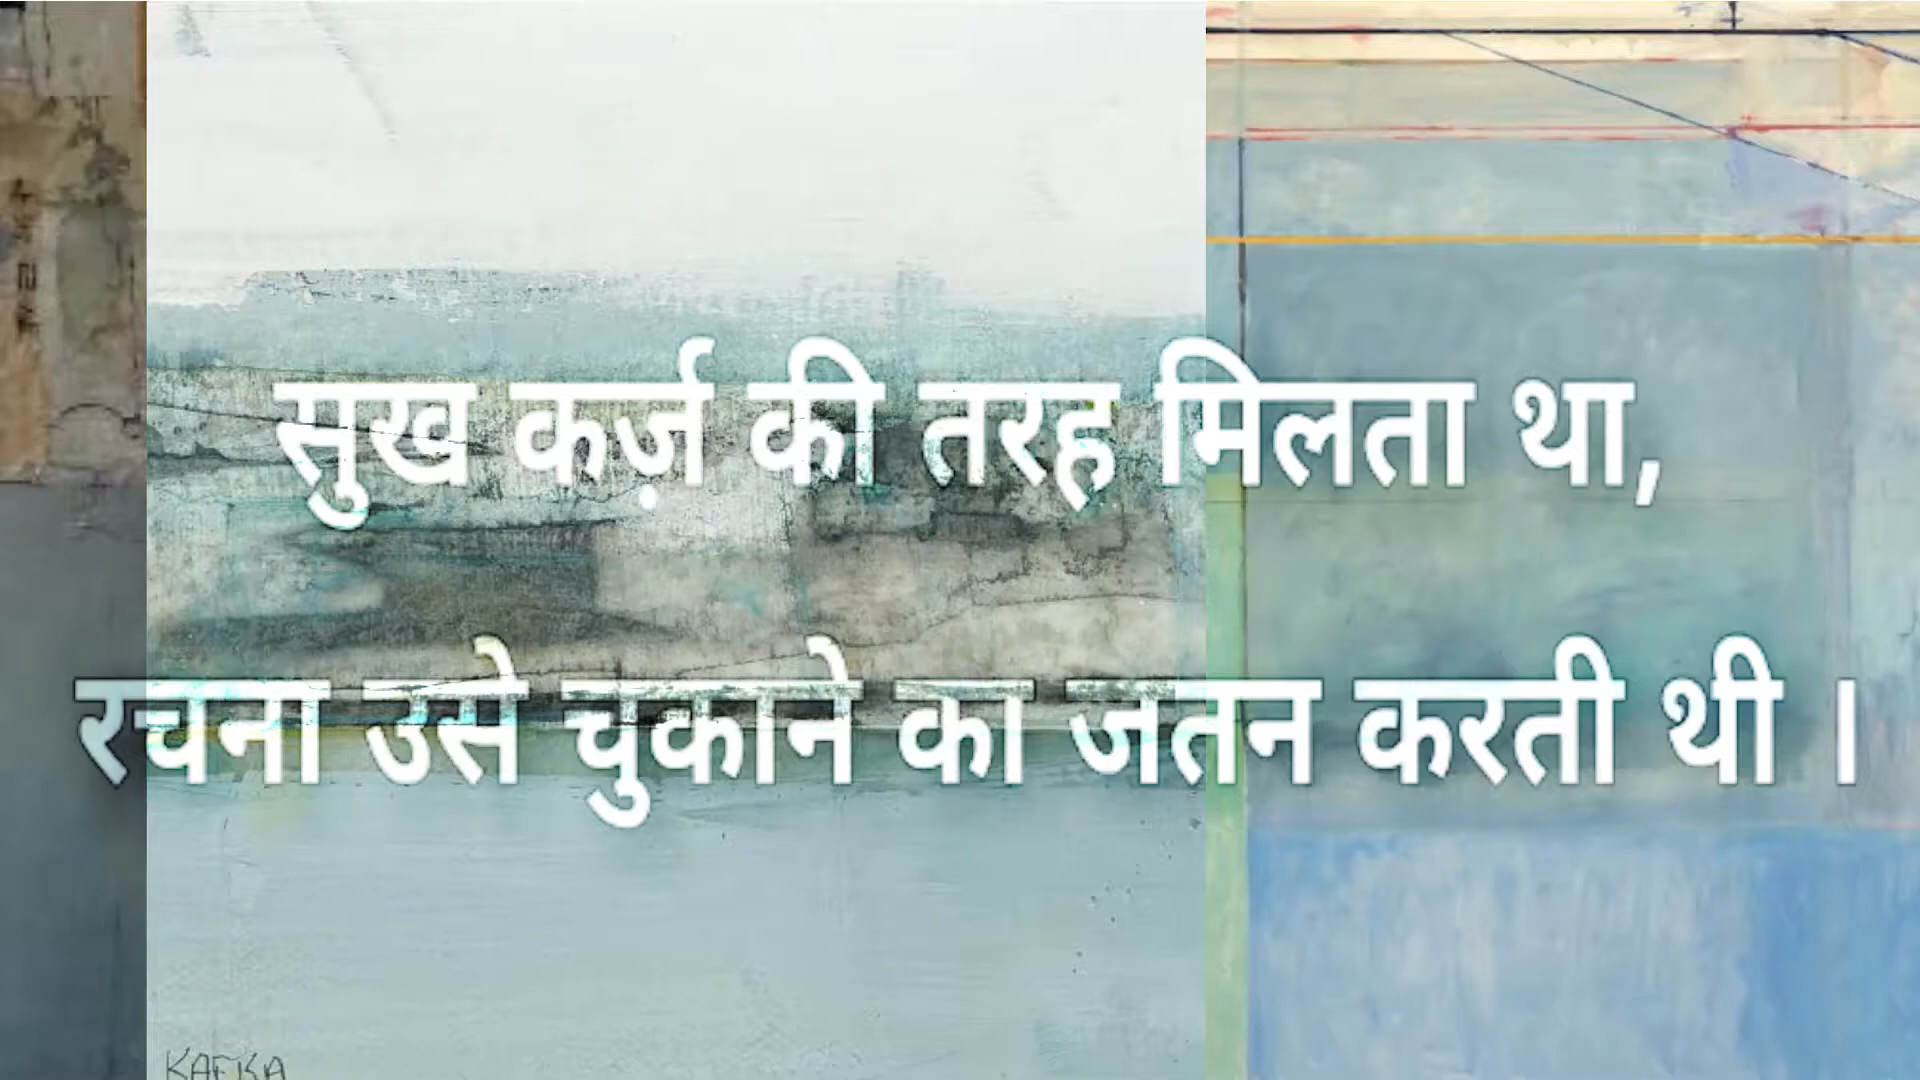 सुख कर्ज़ की तरह मिलता था,
रचना उसे चुकाने का जतन करती थी ।
KAFKA